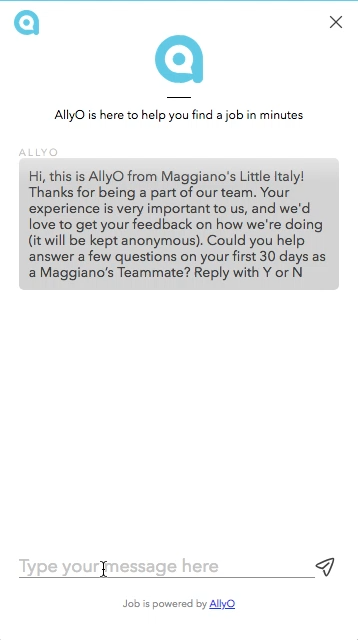 AllyO is here to help you find a job in minutes
ALLYO
Hi, this is AllyO from Maggiano's Little Italy!
Thanks for being a part of our team. Your
experience is very important to us, and we'd
love to get your feedback on how we're doing
(it will be kept anonymous). Could you help
answer a few questions on your first 30 days as
a Maggiano’s Teammate? Reply with Y or N
Type your message here
Job is powered by AllyO